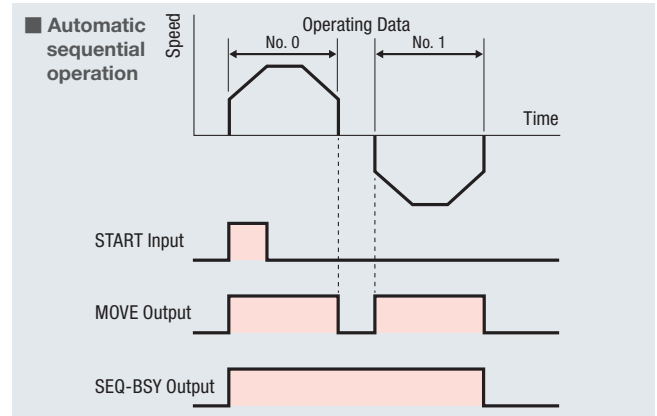 ■ Automatic
sequential
operation
Speed
Operating Data
No. 0
No. 1
Time
START Input
MOVE Output
SEQ-BSY Output